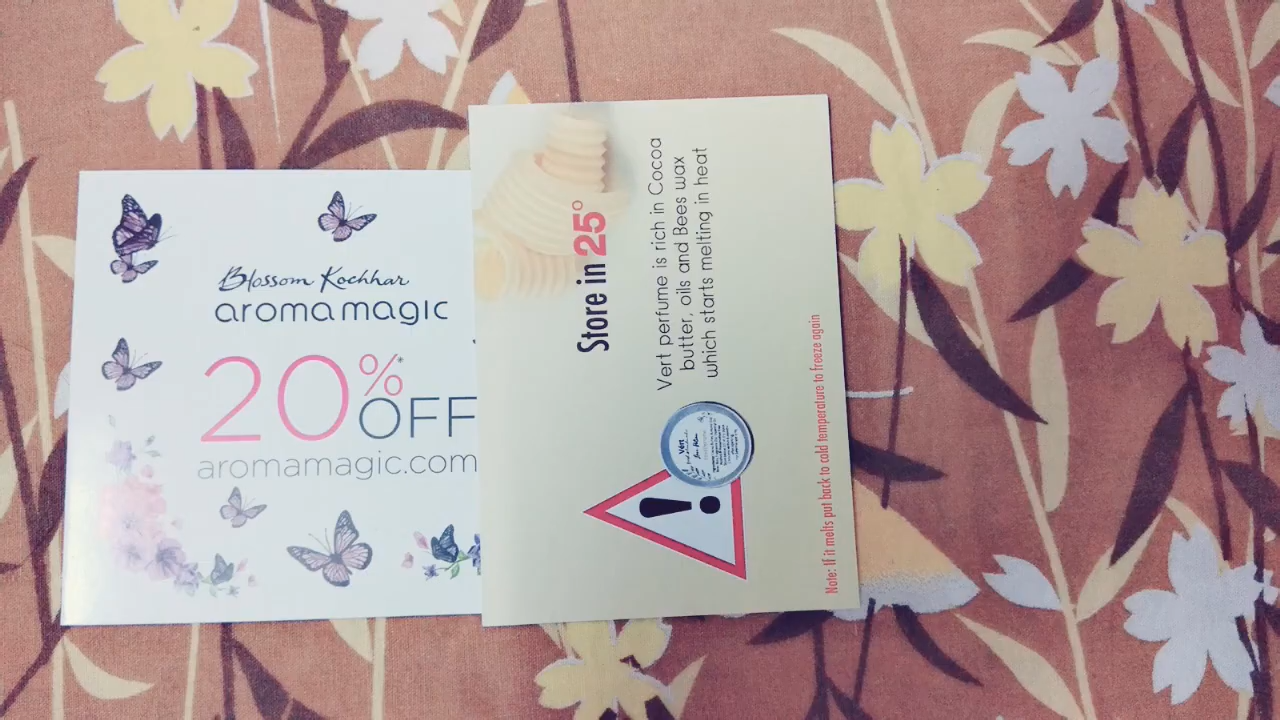 Blossom Kochhar
aromamagic
20%*
OFF
aromamagic.com
Store in 25°
Vert perfume is rich in Cocoa
butter, oils and Bees wax
which starts melting in heat
vert
Note: If it melts put back to cold temperature to freeze again